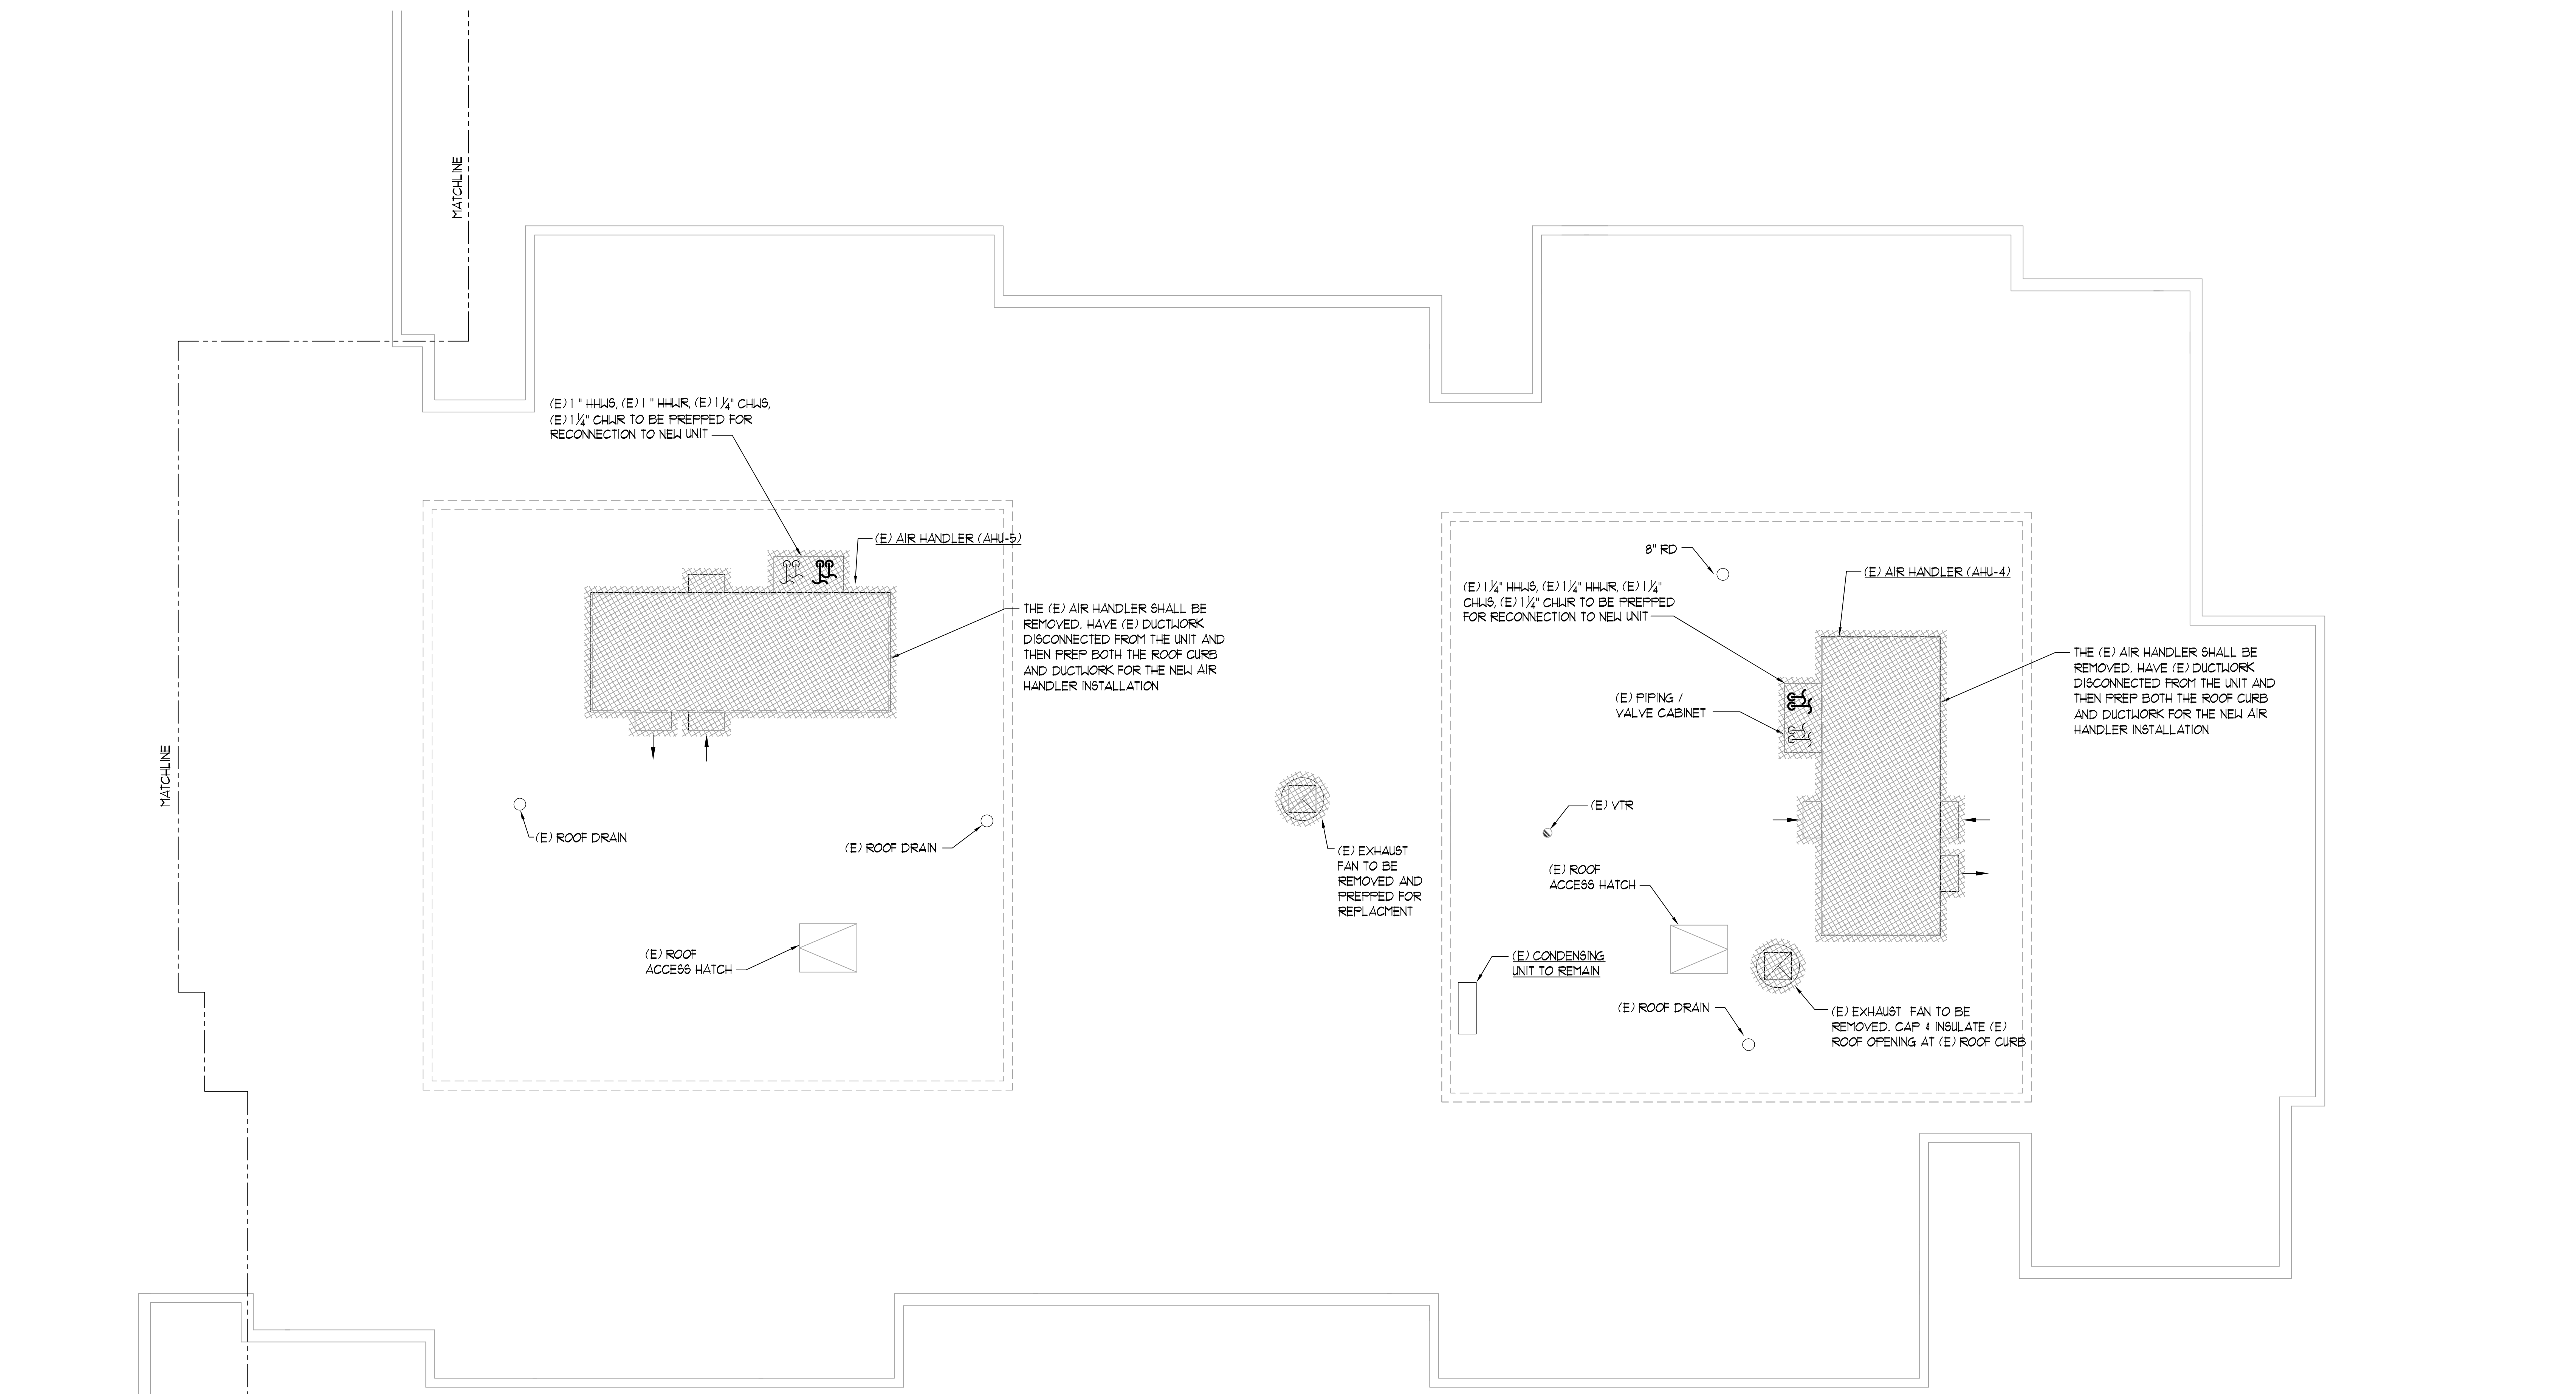 MATCHLINE
(E) 1" HHWS, (E) 1" HHWR, (E) 1¼" CHWS,
(E) 1¼" CHWR TO BE PREPPED FOR
RECONNECTION TO NEW UNIT
(E) AIR HANDLER (AHU-5)
THE (E) AIR HANDLER SHALL BE
REMOVED. HAVE (E) DUCTWORK
DISCONNECTED FROM THE UNIT AND
THEN PREP BOTH THE ROOF CURB
AND DUCTWORK FOR THE NEW AIR
HANDLER INSTALLATION
MATCHLINE
(E) ROOF DRAIN
(E) ROOF DRAIN
(E) ROOF
ACCESS HATCH
(E) EXHAUST
FAN TO BE
REMOVED AND
PREPPED FOR
REPLACMENT
8" RD
(E) AIR HANDLER (AHU-4)
(E) 1¼" HHWS, (E) 1¼" HHWR, (E) 1¼"
CHWS, (E) 1¼" CHWR TO BE PREPPED
FOR RECONNECTION TO NEW UNIT
(E) PIPING /
VALVE CABINET
THE (E) AIR HANDLER SHALL BE
REMOVED. HAVE (E) DUCTWORK
DISCONNECTED FROM THE UNIT AND
THEN PREP BOTH THE ROOF CURB
AND DUCTWORK FOR THE NEW AIR
HANDLER INSTALLATION
(E) VTR
(E) ROOF
ACCESS HATCH
(E) CONDENSING
UNIT TO REMAIN
(E) ROOF DRAIN
(E) EXHAUST FAN TO BE
REMOVED. CAP & INSULATE (E)
ROOF OPENING AT (E) ROOF CURB